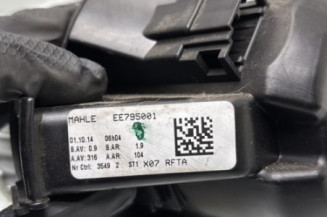 MAHLE EE795001
01.10.14 06h04
B.AV: 0.9 B.AR: 1.9
A.AV: 316 A.AR: 104
Nr Ctrl: 3549 2 ST1 X07 RFTA